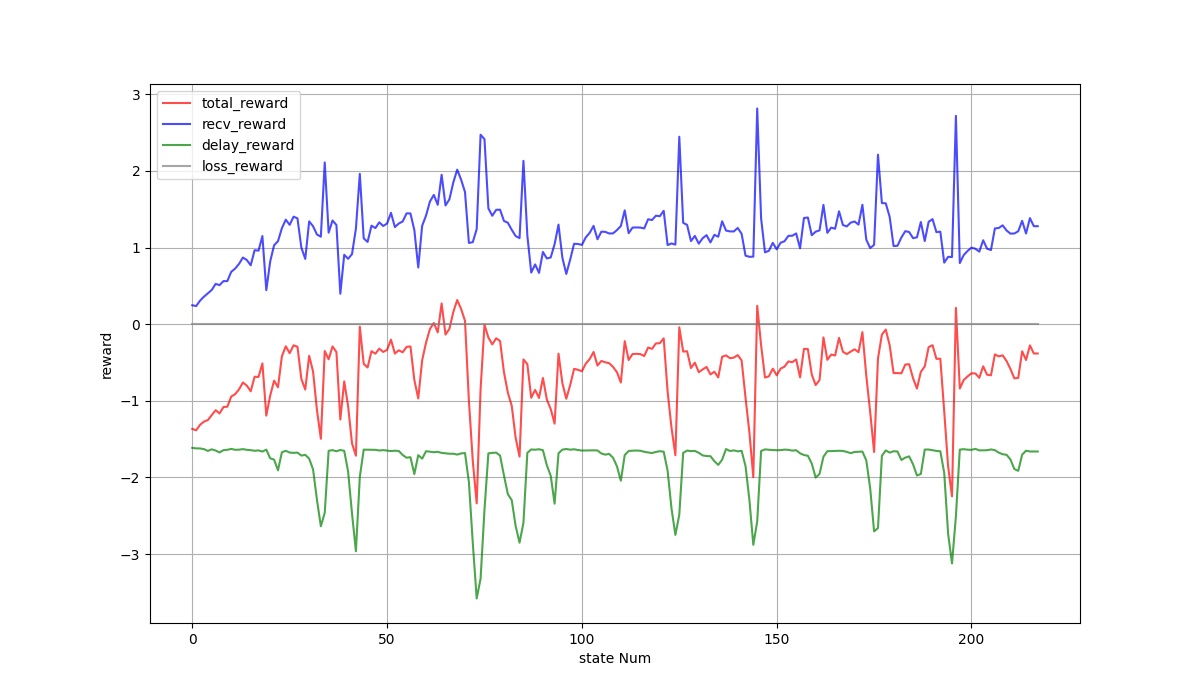 total_reward
recv_reward
delay_reward
loss_reward
3
2
1
0
−1
−2
−3
reward
0 50 100 150 200
state Num